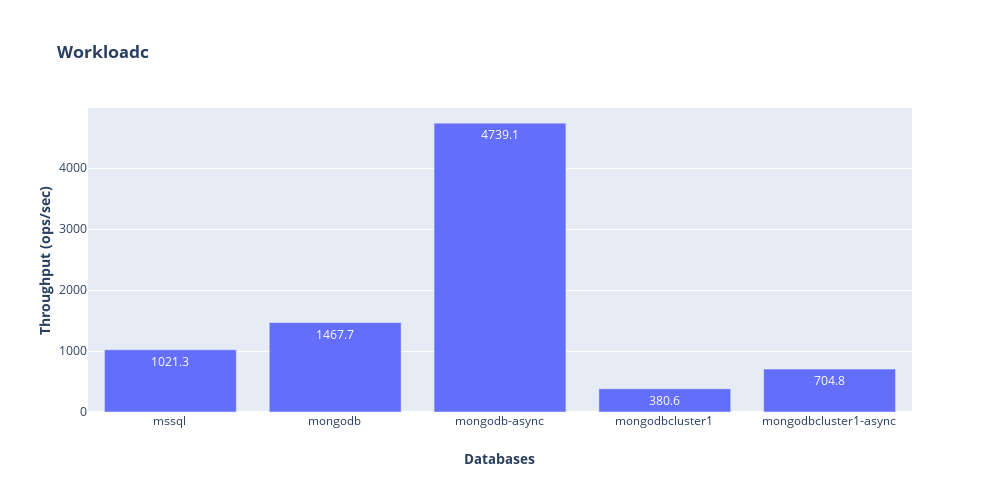 Workloadc
Throughput (ops/sec)
4000
3000
2000
1000
0
1021.3
1467.7
4739.1
380.6
704.8
mssql
mongodb
mongodb-async
mongodbcluster1
mongodbcluster1-async
Databases